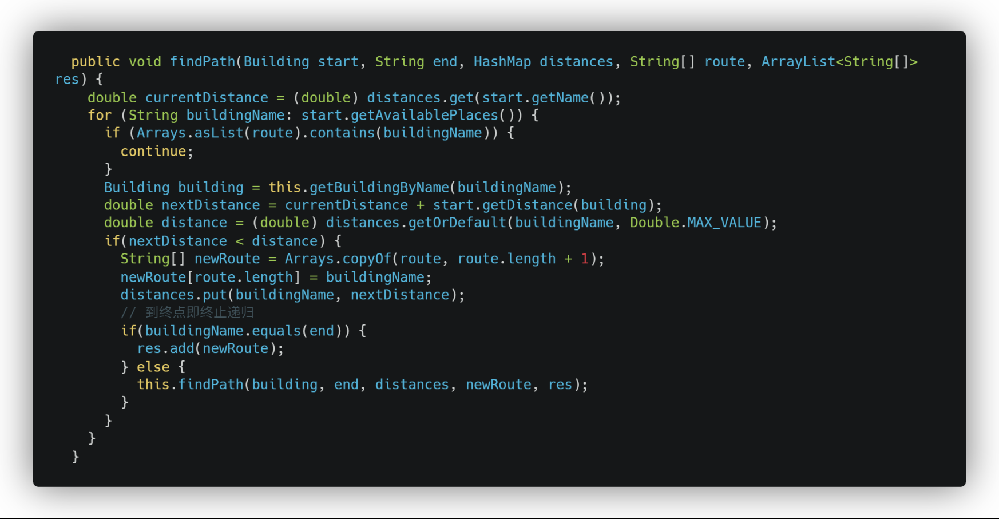 public void findPath(Building start, String end, HashMap distances, String[] route, ArrayList<String[]>
res) {
double currentDistance = (double) distances.get(start.getName());
for (String buildingName: start.getAvailablePlaces()) {
if (Arrays.asList(route).contains(buildingName)) {
continue;
}
Building building = this.getBuildingByName(buildingName);
double nextDistance = currentDistance + start.getDistance(building);
double distance = (double) distances.getOrDefault(buildingName, Double.MAX_VALUE);
if(nextDistance < distance) {
String[] newRoute = Arrays.copyOf(route, route.length + 1);
newRoute[route.length] = buildingName;
distances.put(buildingName, nextDistance);
// 到终点即终止递归
if(buildingName.equals(end)) {
res.add(newRoute);
} else {
this.findPath(building, end, distances, newRoute, res);
}
}
}
}